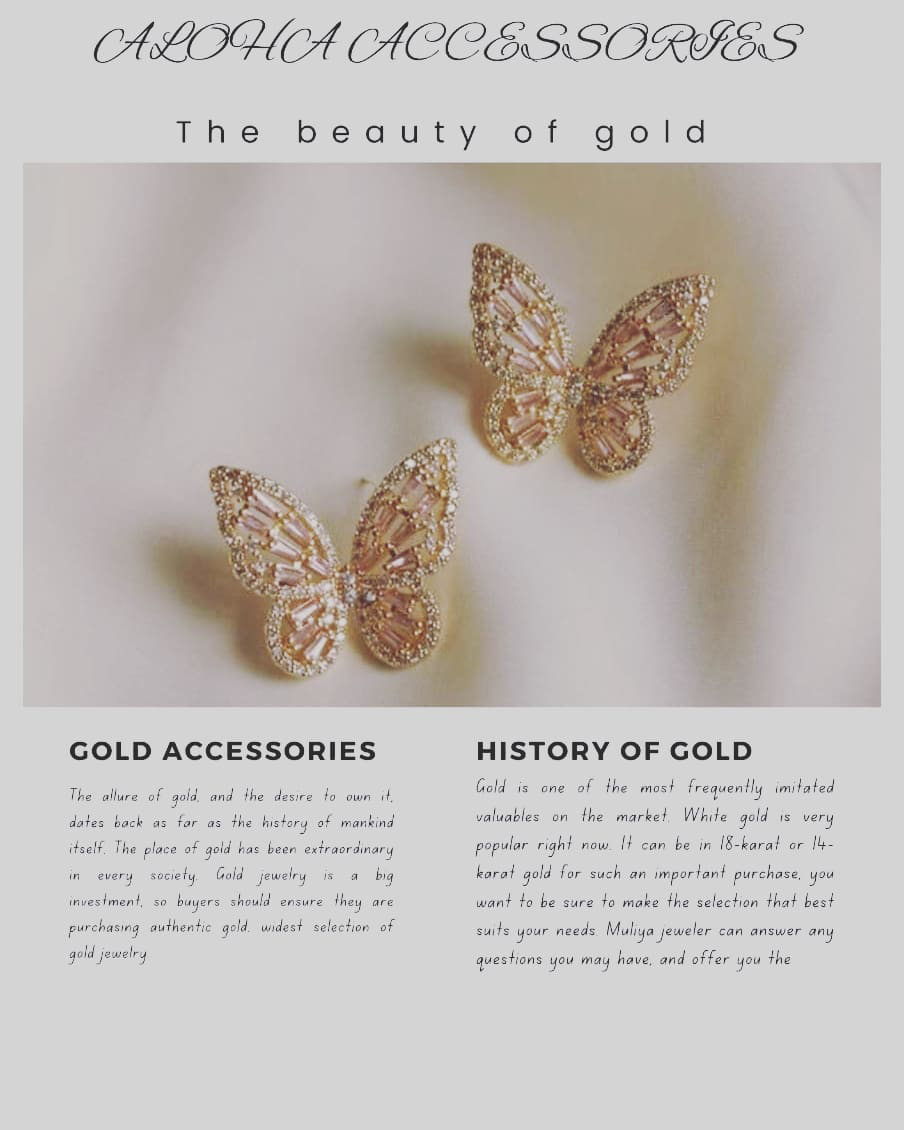 ALOHA ACCESSORIES
The beauty of gold
GOLD ACCESSORIES
The allure of gold, and the desire to own it,
dates back as far as the history of mankind
itself. The place of gold has been extraordinary
in every society. Gold jewelry is a big
investment, so buyers should ensure they are
purchasing authentic gold. widest selection of
gold jewelry
HISTORY OF GOLD
Gold is one of the most frequently imitated
valuables on the market. White gold is very
popular right now. It can be in 18-karat or 14-
karat gold for such an important purchase, you
want to be sure to make the selection that best
suits your needs. Muliya jeweler can answer any
questions you may have, and offer you the